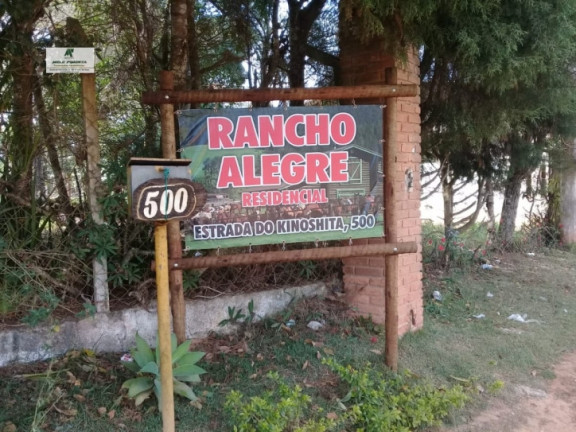 RANCHO
ALEGRE
RESIDENCIAL
ESTRADA DO KINOSHITA, 500
500